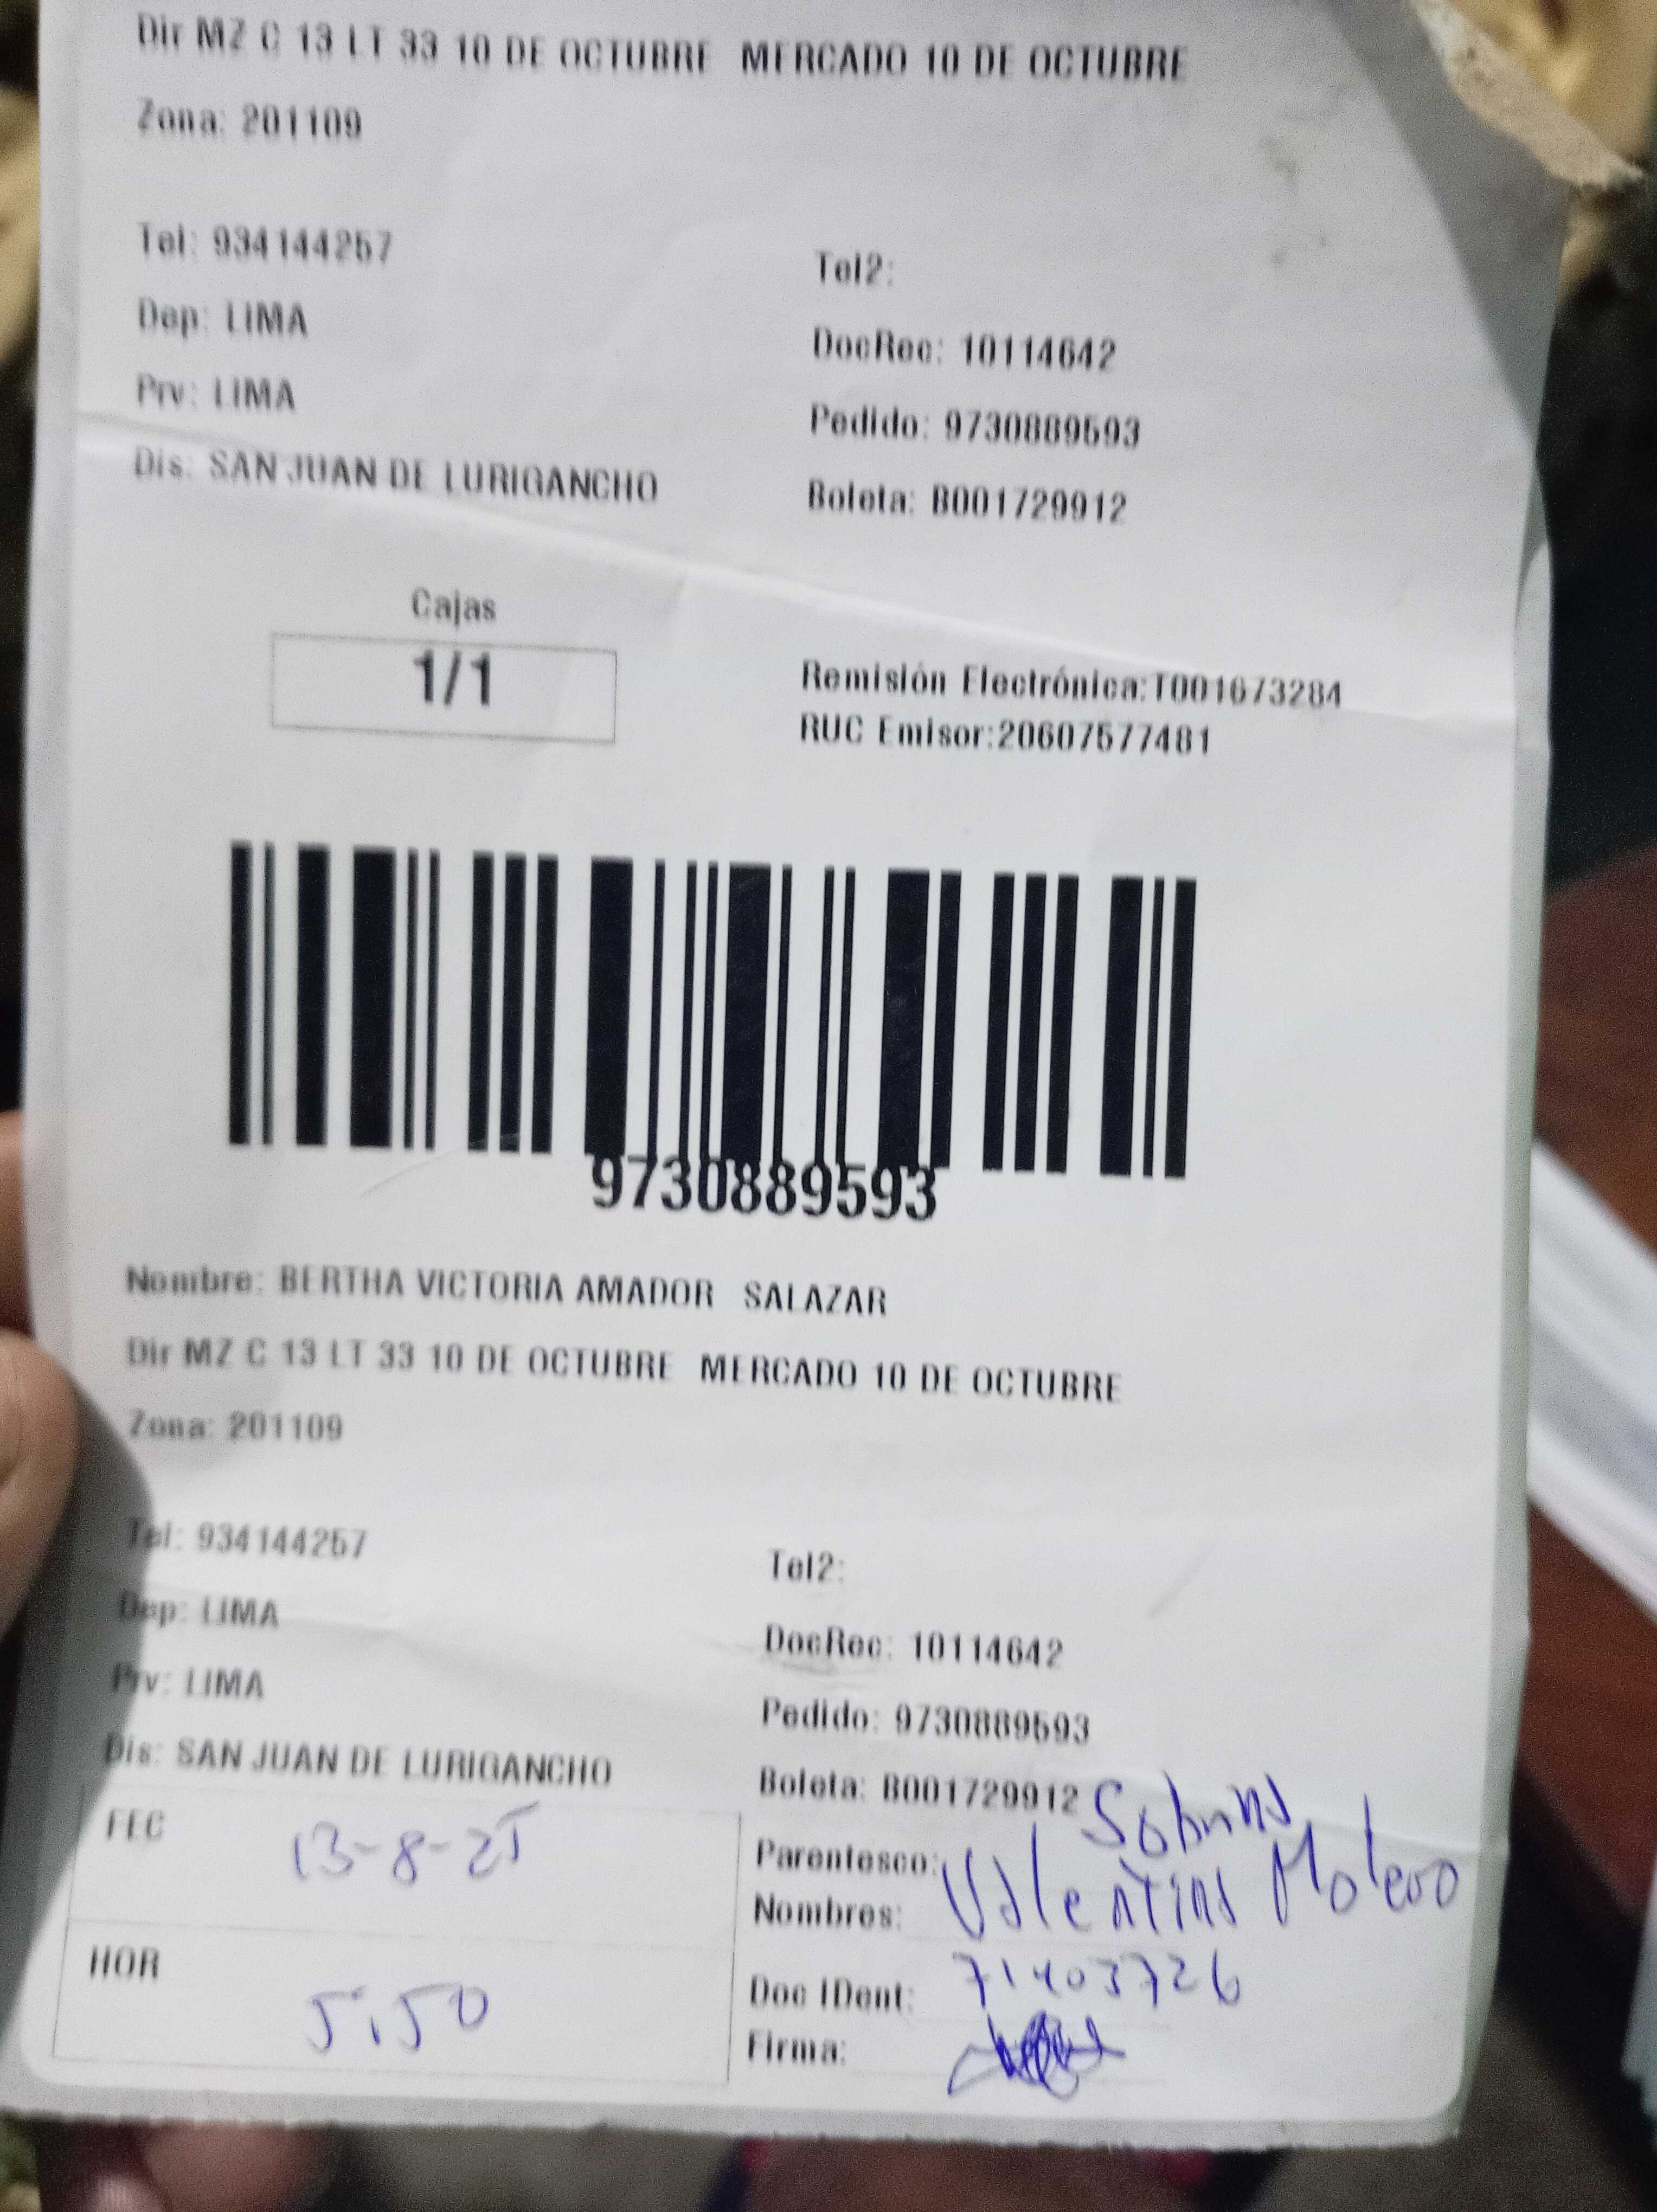 Dir MZ C 13 LT 33 10 DE OCTUBRE MERCADO 10 DE OCTUBRE
Zona: 201109
Tel: 934144257
Tel2:
Dep: LIMA
DocRec: 10114642
Prv: LIMA
Pedido: 9730889593
Dis: SAN JUAN DE LURIGANCHO
Boleta: B001729912
Cajas
1/1
Remisión Electrónica:T001673284
RUC Emisor:20607577481
9730889593
Nombre: BERTHA VICTORIA AMADOR SALAZAR
Dir MZ C 13 LT 33 10 DE OCTUBRE MERCADO 10 DE OCTUBRE
Zona: 201109
Tel: 934144257
Tel2:
Dep: LIMA
DocRec: 10114642
Prv: LIMA
Pedido: 9730889593
Dis: SAN JUAN DE LURIGANCHO
Boleta: B001729912
FEC 13-8-25
Parentesco: Sobrina
Nombres: Valentina Molero
HOR 5:50
Doc IDent: 71403726
Firma: